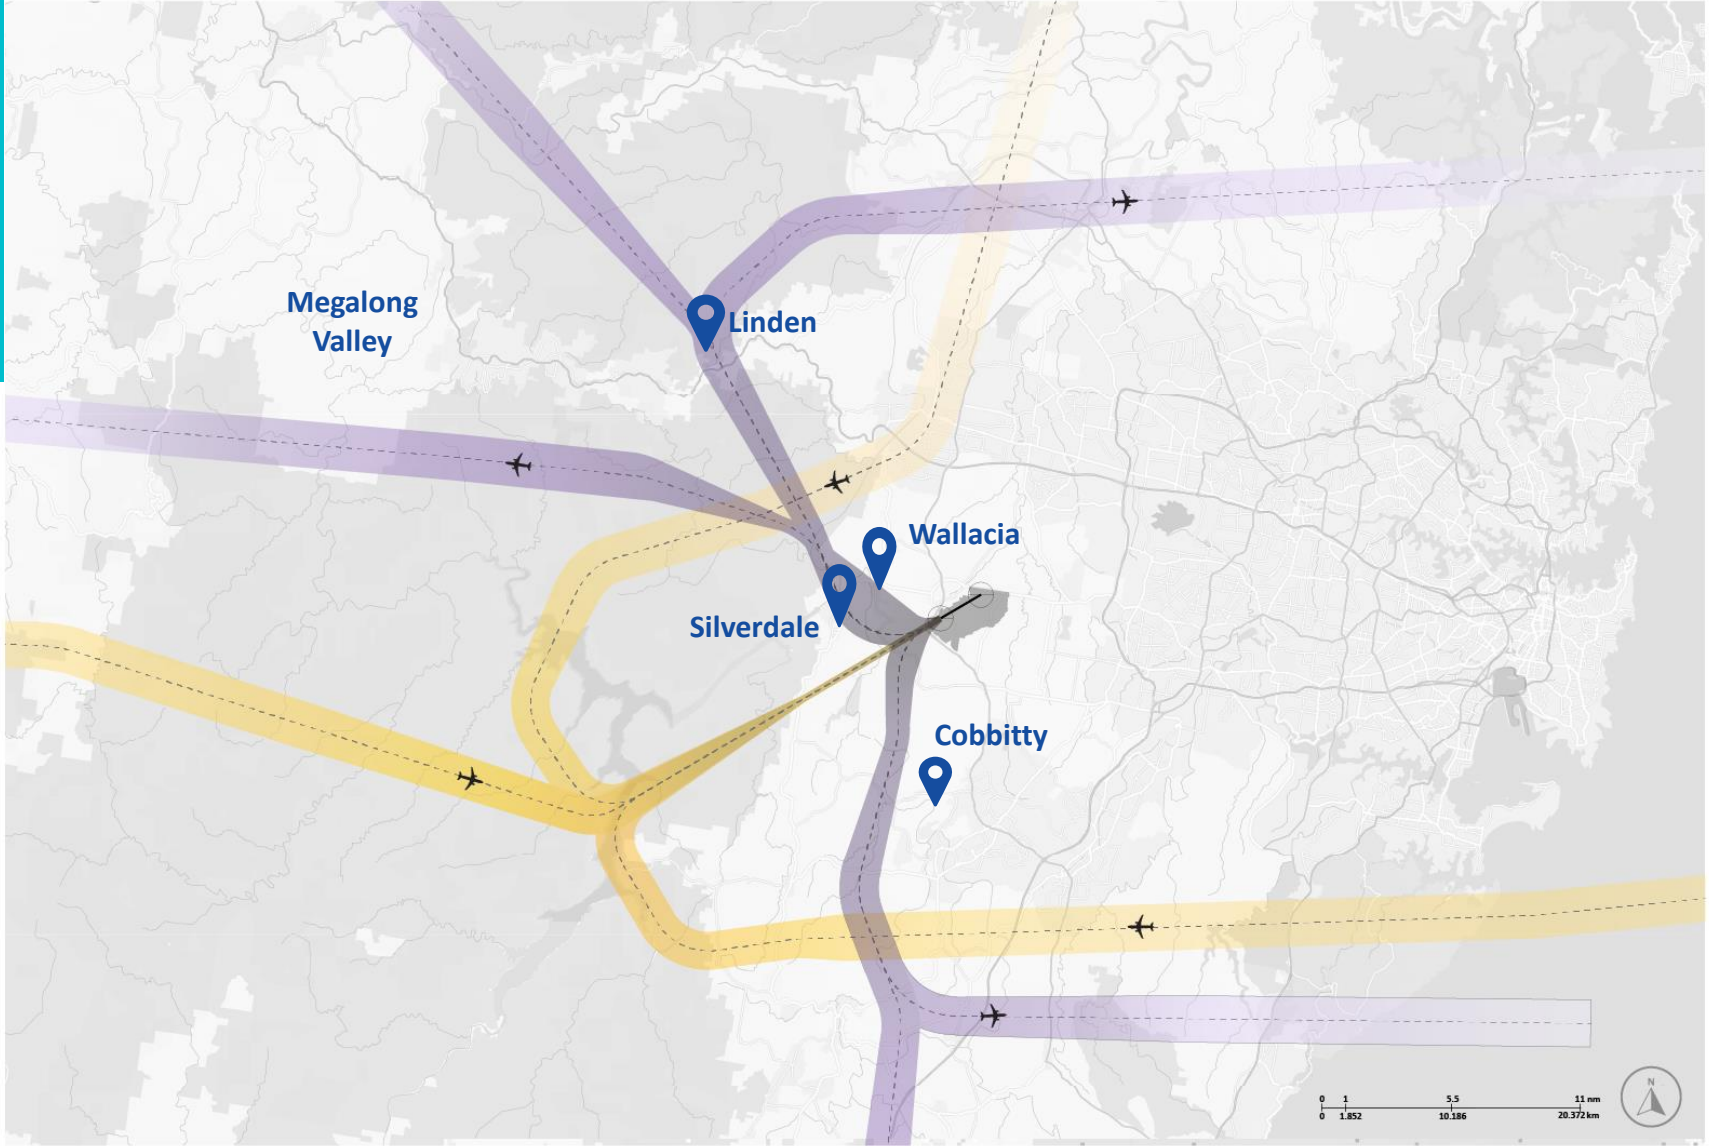 Megalong
Valley
Linden
Wallacia
Silverdale
Cobbitty
0 1 5.5 11 nm
0 1.852 10.186 20.372 km
N